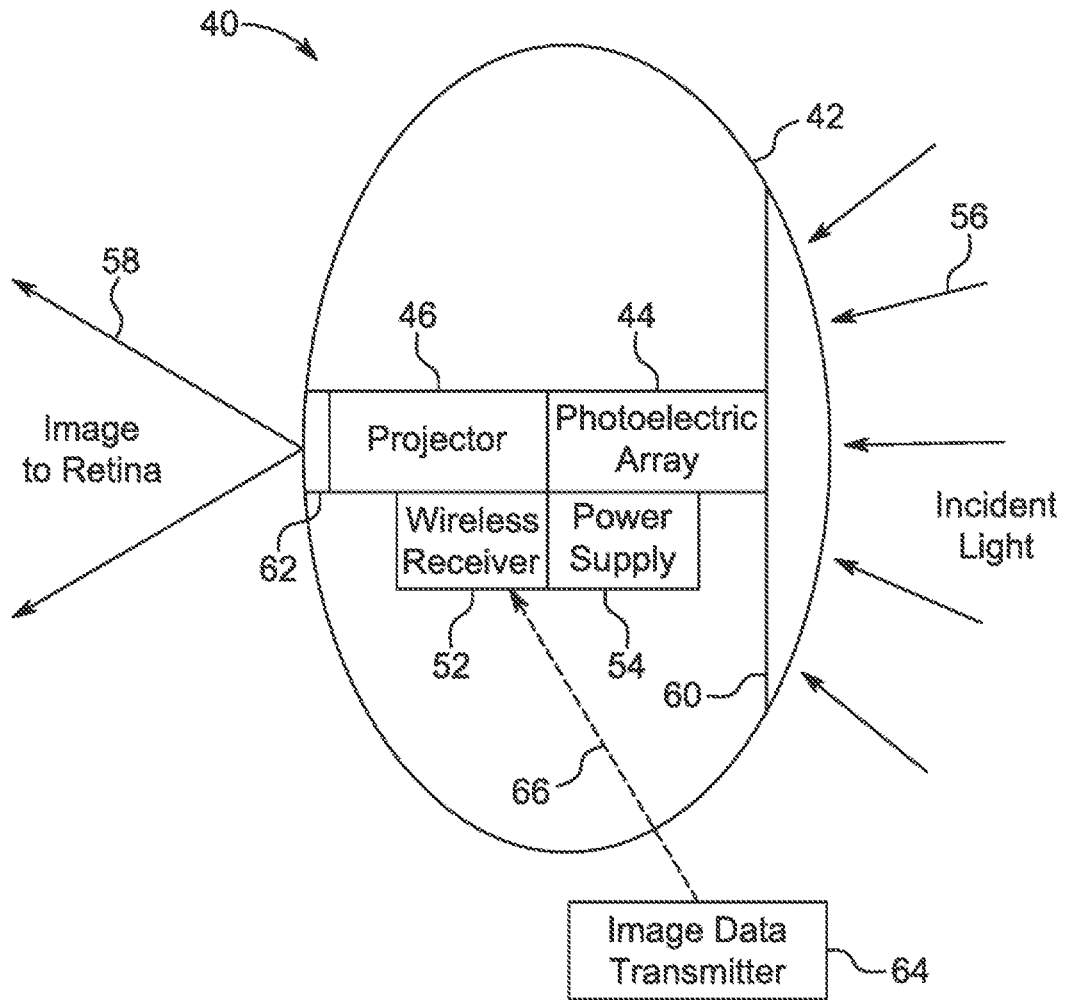 40
42
58
56
46
44
Image
to Retina
Projector
Photoelectric
Array
Wireless
Receiver
Power
Supply
Incident
Light
62
52
54
60
66
Image Data
Transmitter
64